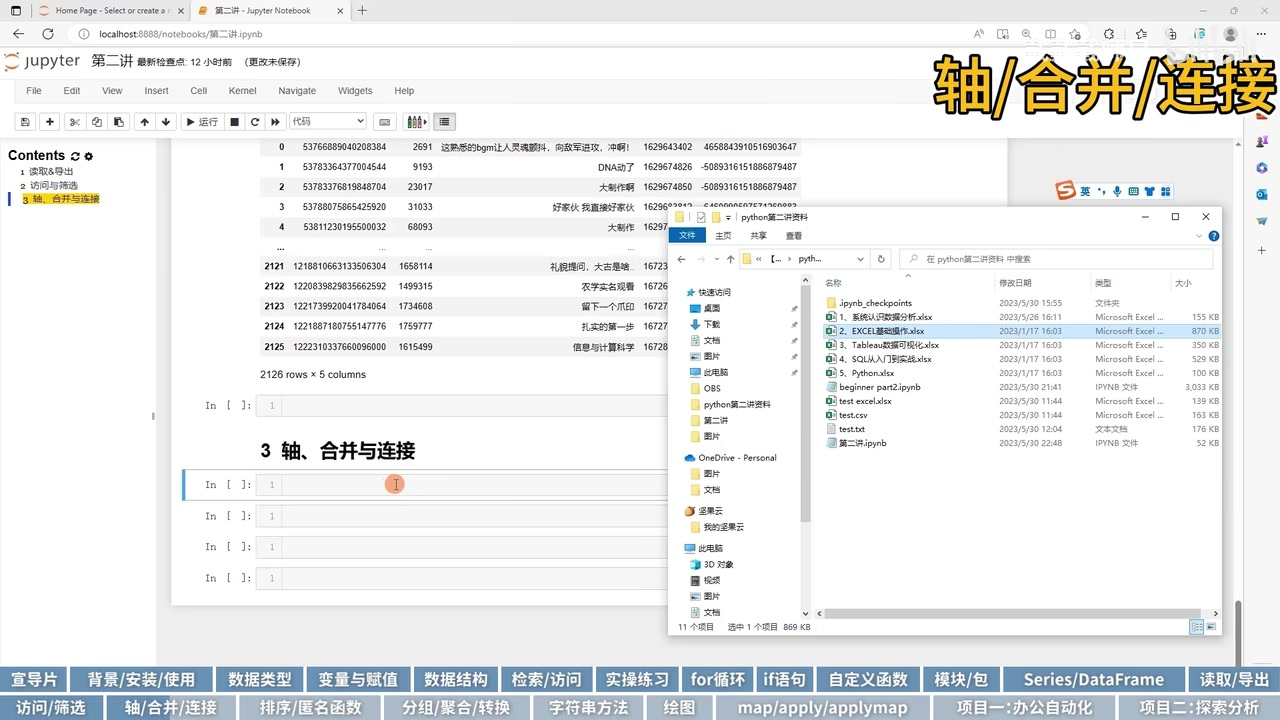 Home Page - Select or create a n
第二讲 - Jupyter Notebook
localhost:8888/notebooks/第二讲.ipynb
jupyter 第二讲 最新检查点: 12 小时前 (更改未保存)
轴/合并/连接
File Edit View Insert Cell Kernel Navigate Widgets Help
运行 代码
Contents
1 读取&导出
2 访问与筛选
3 轴、合并与连接
0 53766889040208384 2691 这熟悉的bgm让人灵魂颤抖，向敌军进攻，冲啊! 1629643402 4658843910516903647
1 53783364377004544 9193 DNA动了 1629674826 -508931615188687948​7
2 53783376819848704 23017 大制作啊 1629674850 -5089316151886879487
3 53788075865628920 31033 好家伙 我直接好家伙
4 53811230195500032 68093 大制作 16297
... ... ...
2121 1218810663133506304 1658114 礼貌提问，大古是啥.. 16723
2122 1220839829835662592 1499315 农学实名观看 16726
2123 1221739920041784064 1734608 留下一个爪印 16727
2124 1221887180755147776 1759777 扎实的第一步 16727
2125 1222310337660096000 1615499 信息与计算科学 16728
2126 rows × 5 columns
In [ ]: 1
3 轴、合并与连接
In [ ]: 1
In [ ]: 1
In [ ]: 1
In [ ]: 1
英
python第二讲资料
文件 主页 共享 查看
« 【... › pyth...
在 python第二讲资料 中搜索
名称 修改日期 类型 大小
快速访问
桌面
下载
文档
图片
此电脑
OBS
python第二讲资料
第二讲
图片
OneDrive - Personal
图片
文档
坚果云
我的坚果云
此电脑
3D 对象
视频
图片
文档
.ipynb_checkpoints 2023/5/30 15:55 文件夹
1、系统认识数据分析.xlsx 2023/5/26 16:11 Microsoft Excel ... 155 KB
2、EXCEL基础操作.xlsx 2023/1/17 16:03 Microsoft Excel ... 870 KB
3、Tableau数据可视化.xlsx 2023/1/17 16:03 Microsoft Excel ... 350 KB
4、SQL从入门到实战.xlsx 2023/1/17 16:03 Microsoft Excel ... 529 KB
5、Python.xlsx 2023/1/17 16:03 Microsoft Excel ... 100 KB
beginner part2.ipynb 2023/5/30 21:41 IPYNB 文件 3,033 KB
test excel.xlsx 2023/5/30 11:44 Microsoft Excel ... 139 KB
test.csv 2023/5/30 11:44 Microsoft Excel ... 163 KB
test.txt 2023/5/30 12:04 文本文档 176 KB
第二讲.ipynb 2023/5/30 22:48 IPYNB 文件 52 KB
11 个项目 选中 1 个项目 869 KB
宣导片 背景/安装/使用 数据类型 变量与赋值 数据结构 检索/访问 实操练习 for循环 if语句 自定义函数 模块/包 Series/DataFrame 读取/导出
访问/筛选 轴/合并/连接 排序/匿名函数 分组/聚合/转换 字符串方法 绘图 map/apply/applymap 项目一:办公自动化 项目二:探索分析